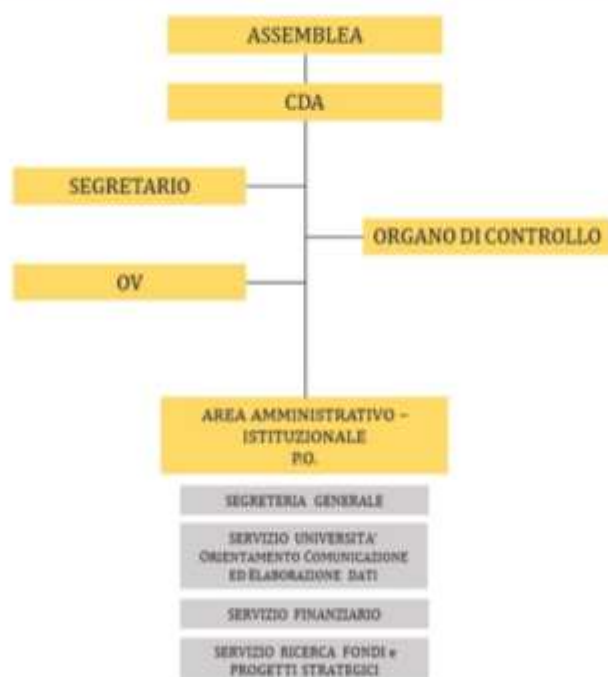 ASSEMBLEA
CDA
SEGRETARIO
ORGANO DI CONTROLLO
OV
AREA AMMINISTRATIVO –
ISTITUZIONALE
P.O.
SEGRETERIA GENERALE
SERVIZIO UNIVERSITA'
ORIENTAMENTO COMUNICAZIONE
ED ELABORAZIONE DATI
SERVIZIO FINANZIARIO
SERVIZIO RICERCA FONDI e
PROGETTI STRATEGICI